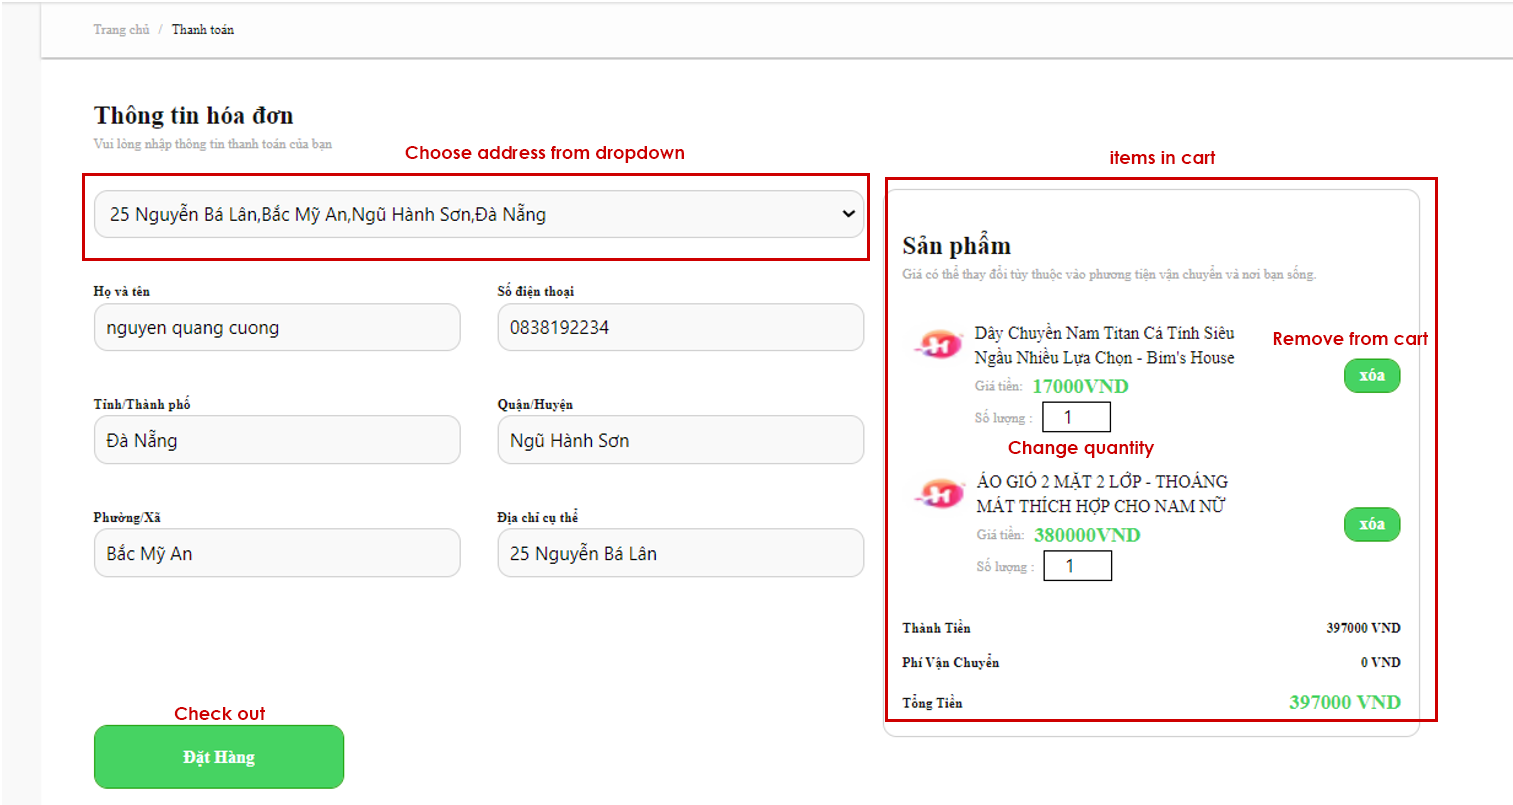 Trang chủ / Thanh toán
Thông tin hóa đơn
Vui lòng nhập thông tin thanh toán của bạn
Choose address from dropdown
25 Nguyễn Bá Lân,Bắc Mỹ An,Ngũ Hành Sơn,Đà Nẵng
Họ và tên
nguyen quang cuong
Số điện thoại
0838192234
Tỉnh/Thành phố
Đà Nẵng
Quận/Huyện
Ngũ Hành Sơn
Phường/Xã
Bắc Mỹ An
Địa chỉ cụ thể
25 Nguyễn Bá Lân
Check out
Đặt Hàng
items in cart
Sản phẩm
Giá có thể thay đổi tùy thuộc vào phương tiện vận chuyển và nơi bạn sống.
Dây Chuyền Nam Titan Cá Tính Siêu
Ngầu Nhiều Lựa Chọn - Bim's House
Giá tiền: 17000VND
Số lượng : 1
Remove from cart
xóa
Change quantity
ÁO GIÓ 2 MẶT 2 LỚP - THOÁNG
MÁT THÍCH HỢP CHO NAM NỮ
Giá tiền: 380000VND
Số lượng : 1
xóa
Thành Tiền 397000 VND
Phí Vận Chuyển 0 VND
Tổng Tiền 397000 VND